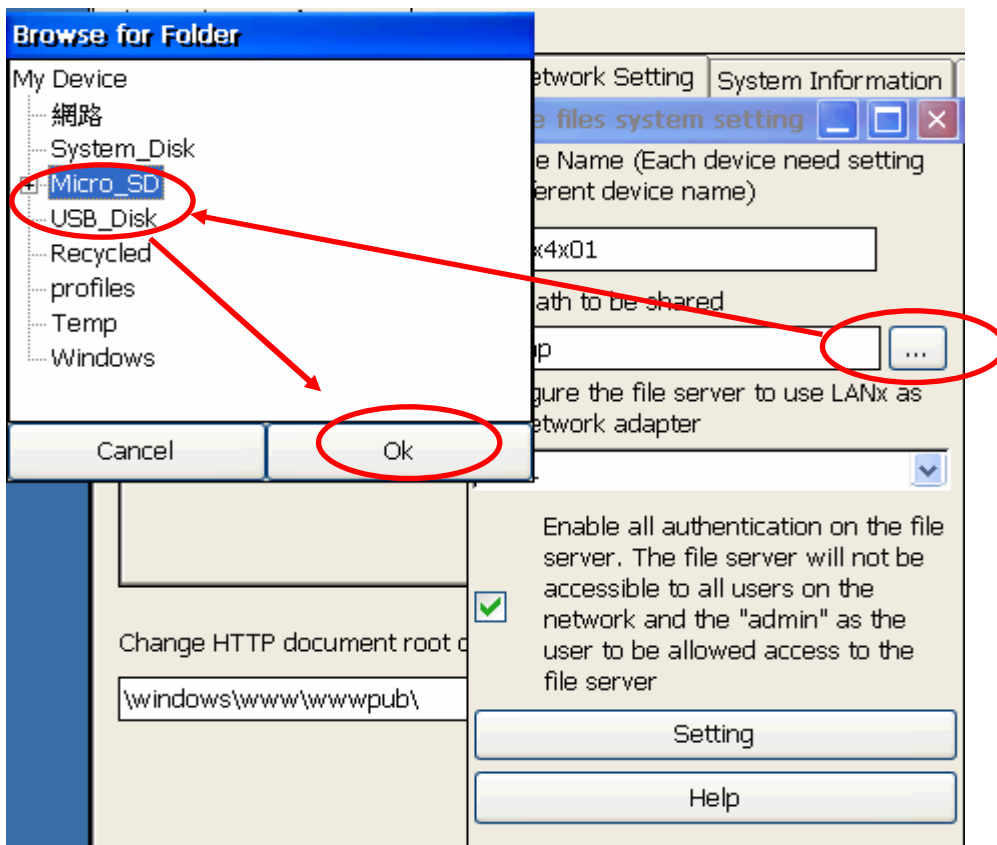 Browse for Folder
My Device
網路
System_Disk
Micro_SD
USB_Disk
Recycled
profiles
Temp
Windows
Cancel
Ok
etwork Setting
System Information
e files system setting
e Name (Each device need setting
erent device name)
x4x01
ath to be shared
...
gure the file server to use LANx as
etwork adapter
Enable all authentication on the file
server. The file server will not be
accessible to all users on the
network and the "admin" as the
user to be allowed access to the
file server
Change HTTP document root
\windows\www\wwwpub\
Setting
Help